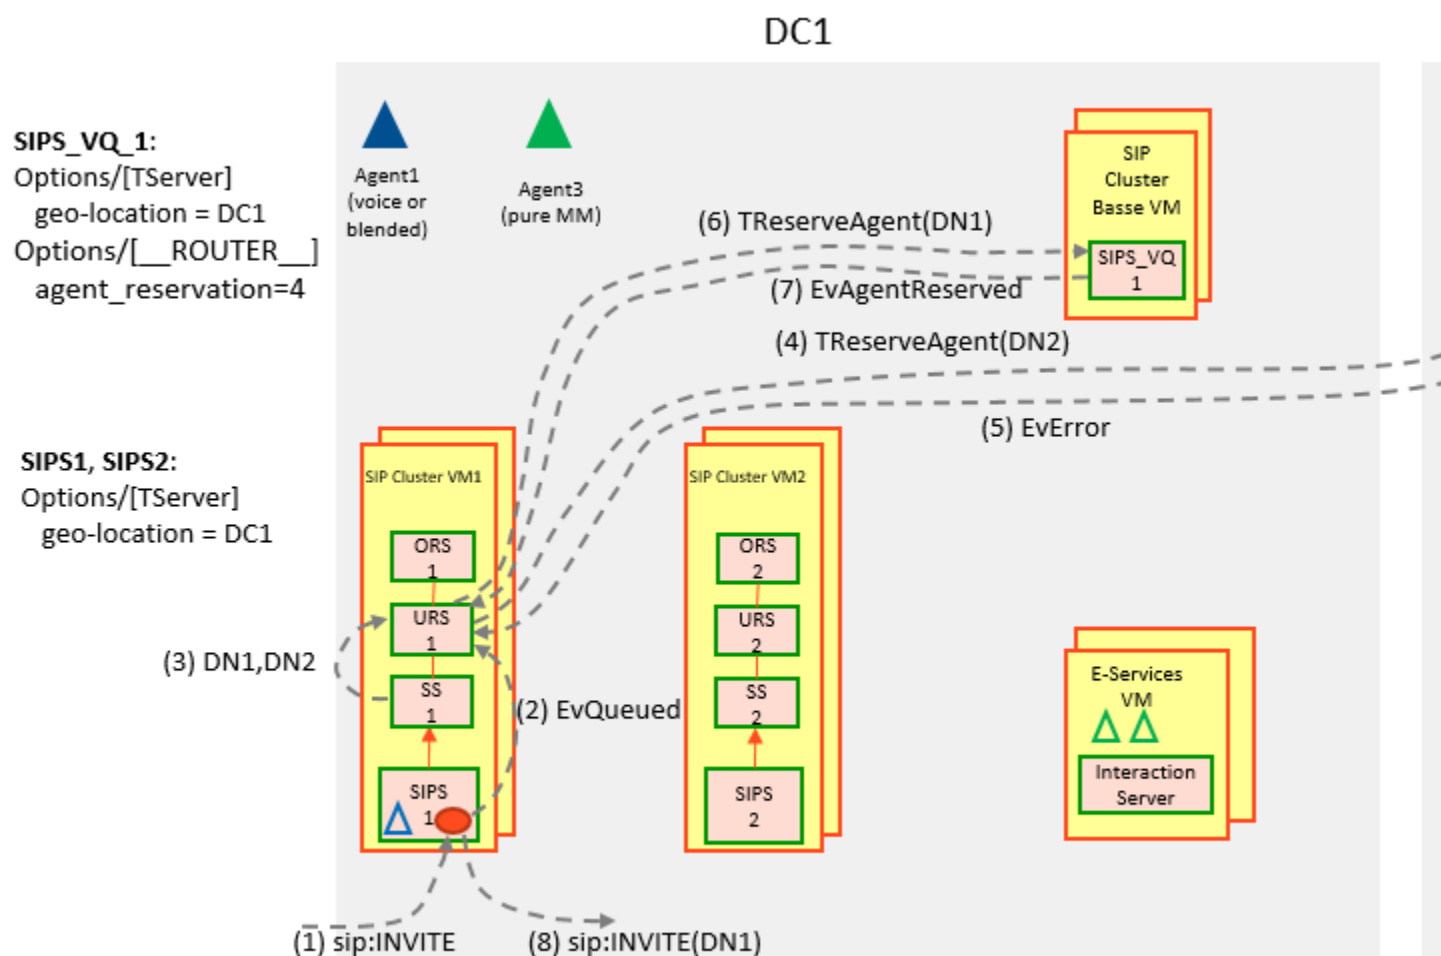 DC1
SIPS_VQ_1:
Options/[TServer]
geo-location = DC1
Options/[__ROUTER__]
agent_reservation=4
Agent1
(voice or
blended)
Agent3
(pure MM)
SIP
Cluster
Basse VM
SIPS_VQ
1
(6) TReserveAgent(DN1)
(7) EvAgentReserved
(4) TReserveAgent(DN2)
(5) EvError
SIPS1, SIPS2:
Options/[TServer]
geo-location = DC1
SIP Cluster VM1
ORS
1
URS
1
SS
1
SIPS
1
SIP Cluster VM2
ORS
2
URS
2
SS
2
SIPS
2
(3) DN1,DN2
(2) EvQueued
E-Services
VM
Interaction
Server
(1) sip:INVITE
(8) sip:INVITE(DN1)